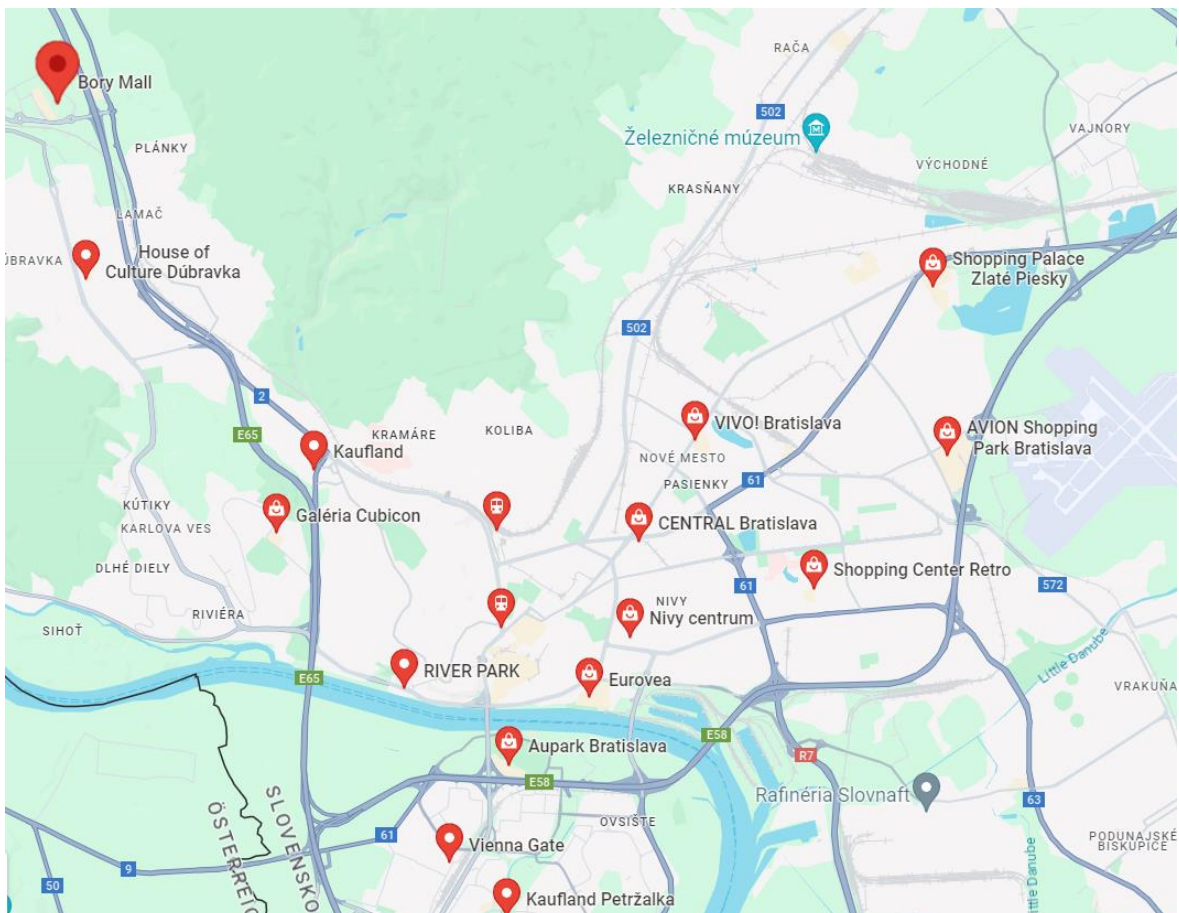 RAČA
Bory Mall
502
VAJNORY
Železničné múzeum
PLÁNKY
VÝCHODNÉ
KRASŇANY
LAMAČ
House of
Culture Dúbravka
ÚBRAVKA
Shopping Palace
Zlaté Piesky
502
2
VIVO! Bratislava
AVION Shopping
Park Bratislava
E65
KRAMÁRE
KOLIBA
Kaufland
NOVÉ MESTO
PASIENKY
61
KÚTIKY
KARLOVA VES
Galéria Cubicon
CENTRAL Bratislava
DLHÉ DIELY
Shopping Center Retro
61
572
NIVY
Nivy centrum
RIVIÉRA
SIHOŤ
Little Danube
E65
RIVER PARK
Eurovea
VRAKUŇA
E58
Aupark Bratislava
R7
E58
Rafinéria Slovnaft
63
SLOVENSKO
ÖSTERREIC
OVSIŠTE
61
Vienna Gate
PODUNAJSKÉ
BISKUPICE
9
50
Kaufland Petržalka
Little Danube